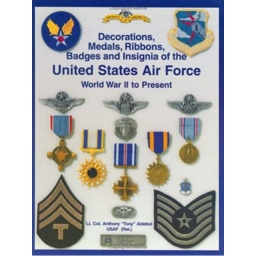 Decorations,
Medals, Ribbons,
Badges and Insignia of the
United States Air Force
World War II to Present
Lt. Col. Anthony "Tony" Aldebol
USAF (Ret.)